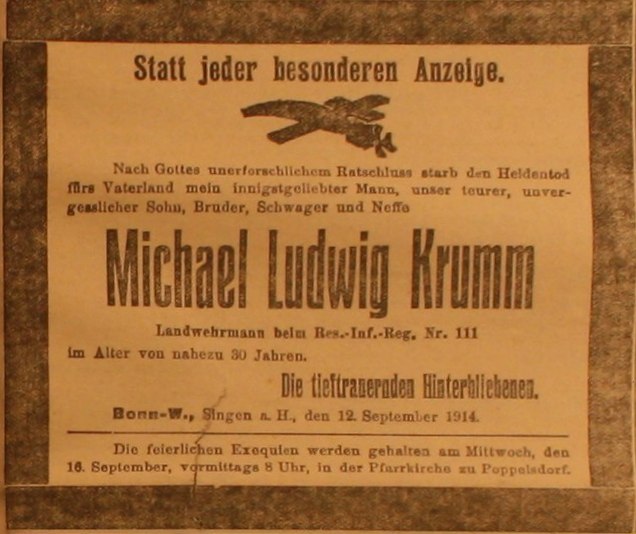 Statt jeder besonderen Anzeige.
Nach Gottes unerforschlichem Ratschluss starb den Heldentod
fürs Vaterland mein innigstgeliebter Mann, unser teurer, unver-
gesslicher Sohn, Bruder, Schwager und Neffe
Michael Ludwig Krumm
Landwehrmann beim Res.-Inf.-Reg. Nr. 111
im Alter von nahezu 30 Jahren.
Die tieftrauernden Hinterbliebenen.
Bonn-W., Singen a. H., den 12. September 1914.
Die feierlichen Exequien werden gehalten am Mittwoch, den
16. September, vormittags 8 Uhr, in der Pfarrkirche zu Poppelsdorf.